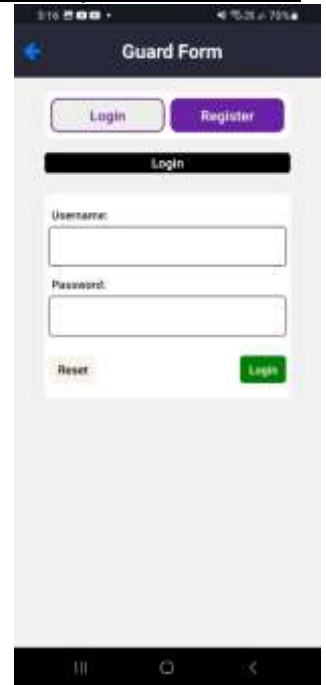 Guard Form
Login Register
Login
Username:
Password:
Reset Login